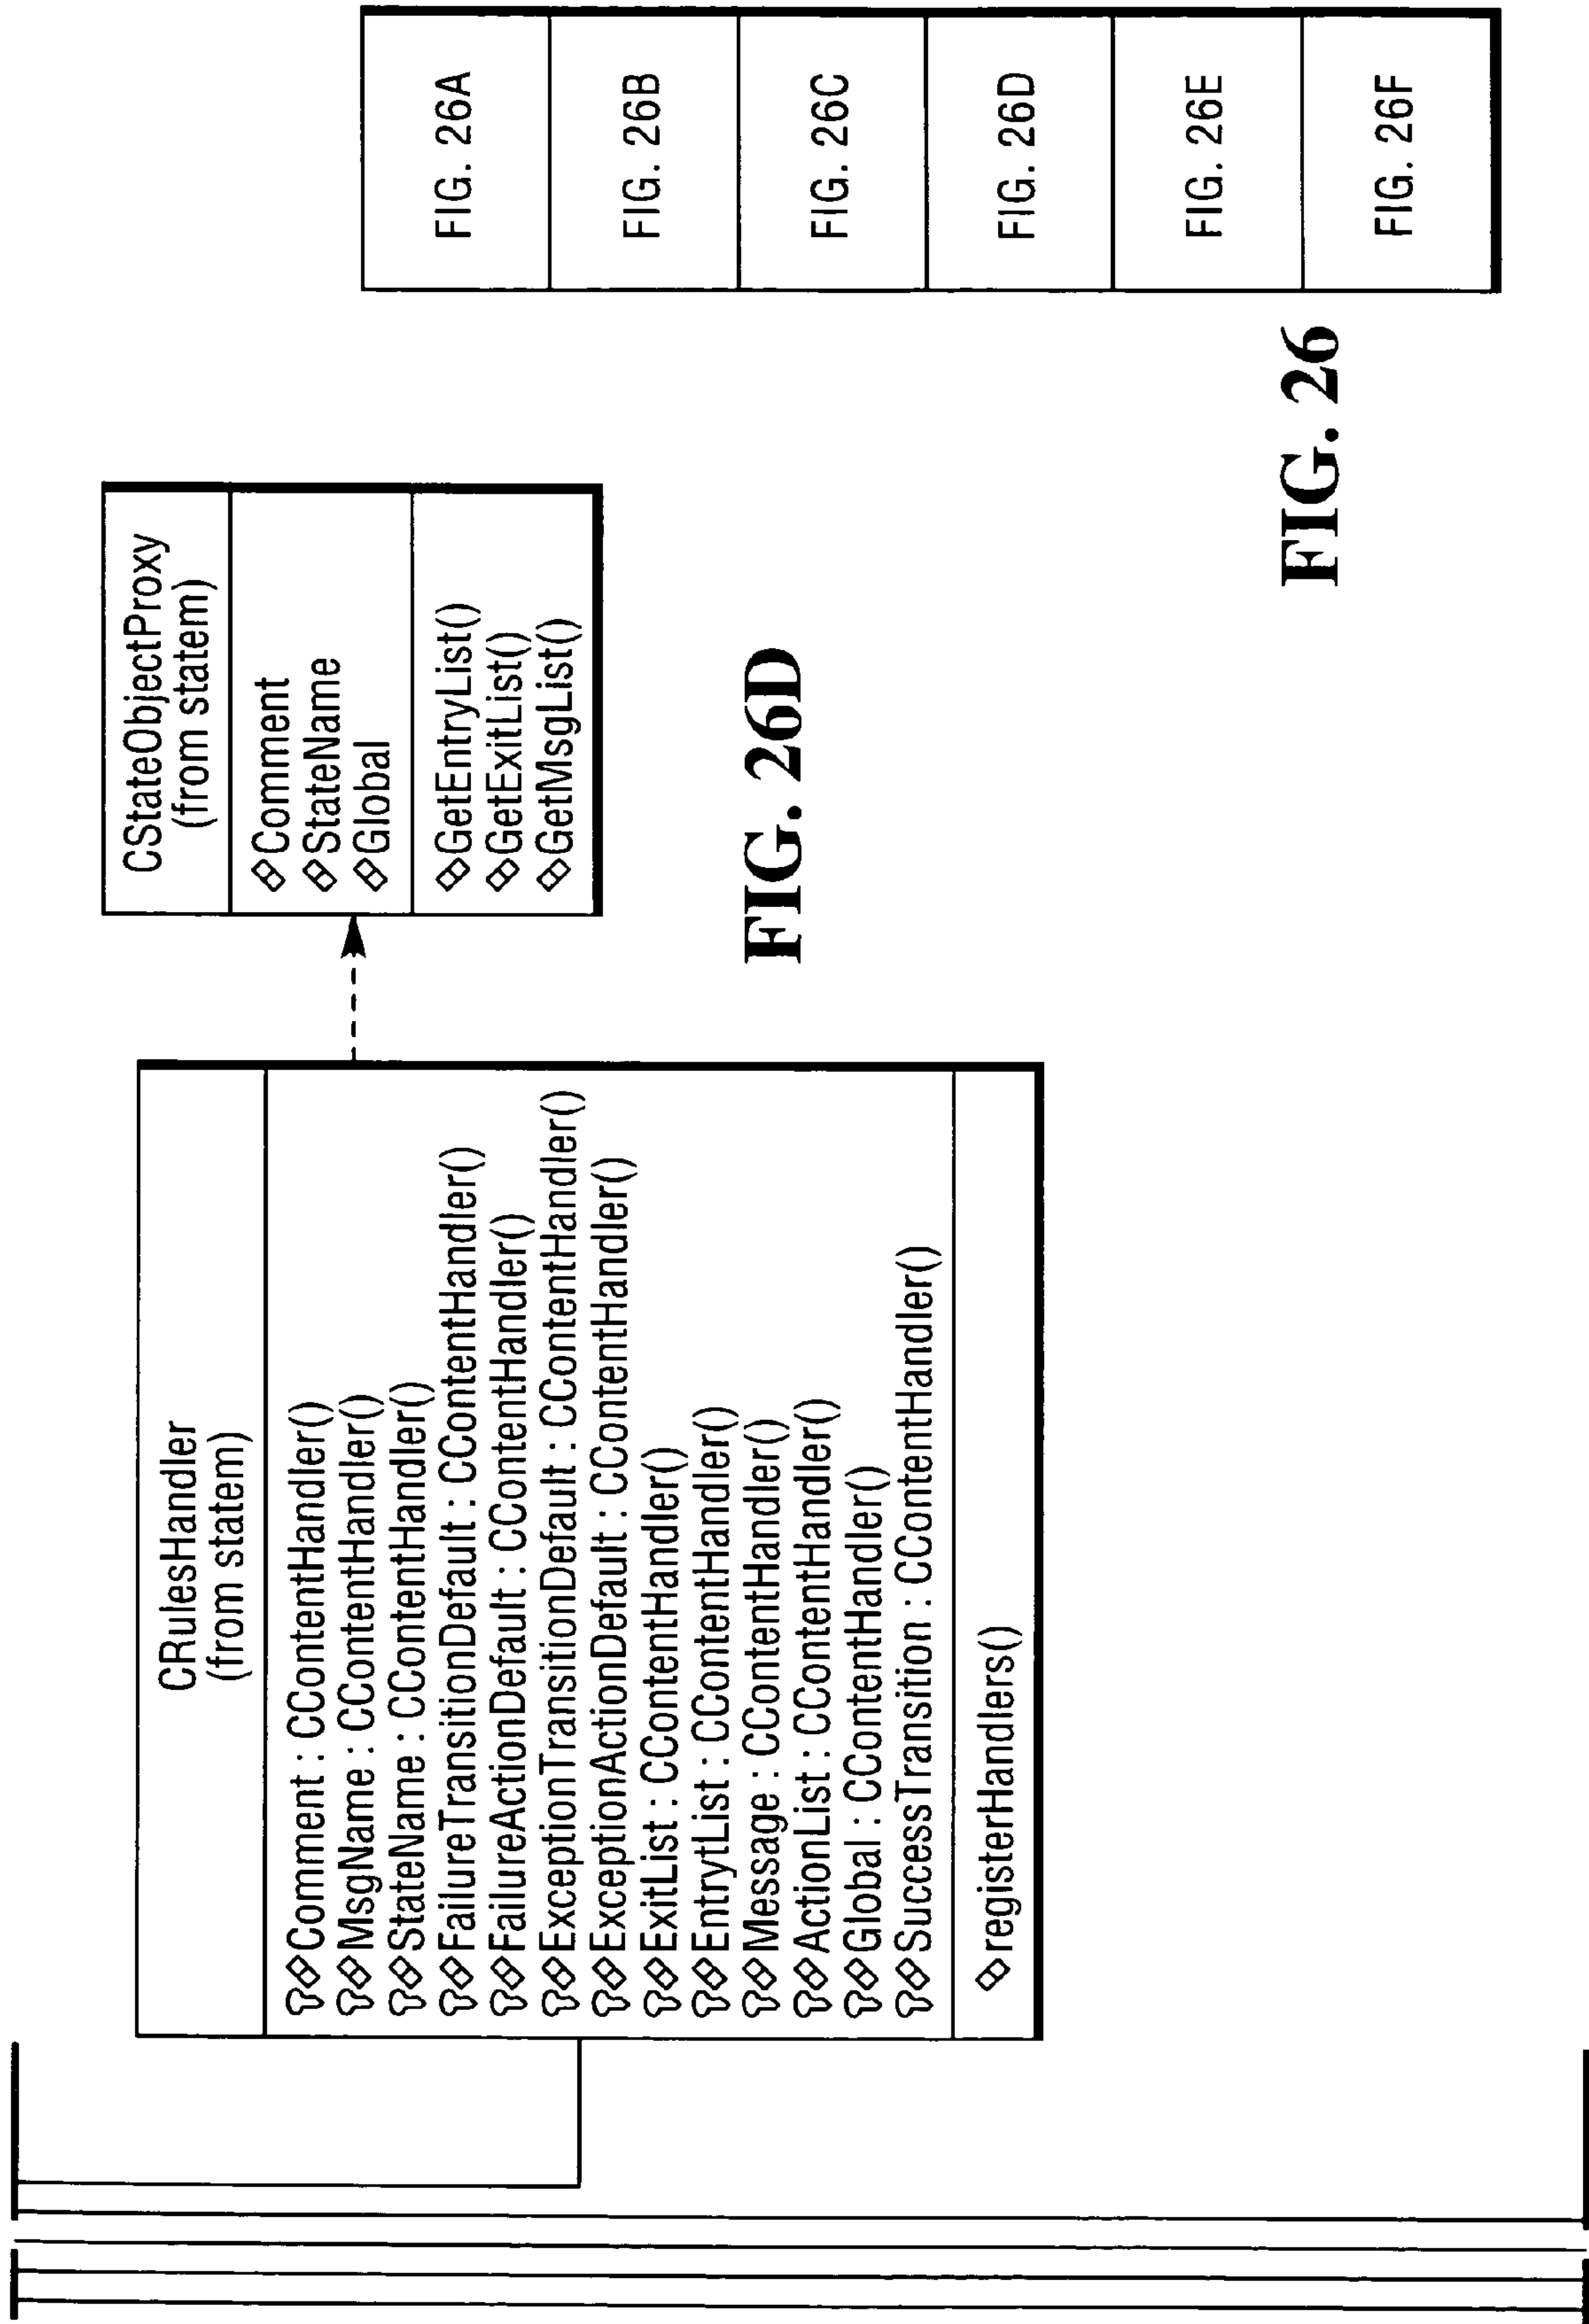 CRulesHandler
(from statem)
Comment : CContentHandler()
MsgName : CContentHandler()
StateName : CContentHandler()
FailureTransitionDefault : CContentHandler()
FailureActionDefault : CContentHandler()
ExceptionTransitionDefault : CContentHandler()
ExceptionActionDefault : CContentHandler()
ExitList : CContentHandler()
EntrytList : CContentHandler()
Message : CContentHandler()
ActionList : CContentHandler()
Global : CContentHandler()
SuccessTransition : CContentHandler()
registerHandlers()
CStateObjectProxy
(from statem)
Comment
StateName
Global
GetEntryList()
GetExitList()
GetMsgList()
FIG. 26D
FIG. 26A
FIG. 26B
FIG. 26C
FIG. 26D
FIG. 26E
FIG. 26F
FIG. 26